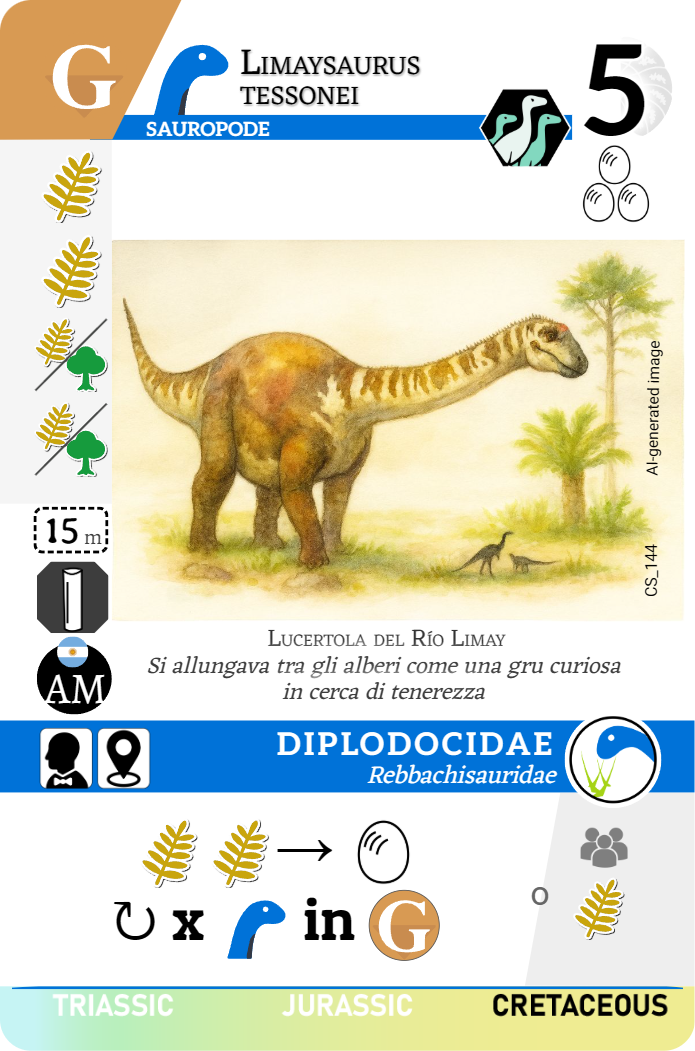 G
LIMAYSAURUS
TESSONEI
5
SAUROPODE
15 m
AM
AI-generated image
CS_144
LUCERTOLA DEL RÍO LIMAY
Si allungava tra gli alberi come una gru curiosa
in cerca di tenerezza
DIPLODOCIDAE
Rebbachisauridae
x in G
o
TRIASSIC JURASSIC CRETACEOUS